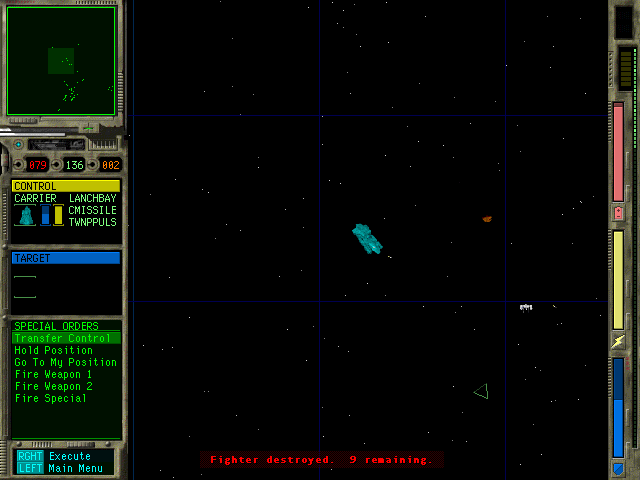 079 136 002
CONTROL
CARRIER LANCHBAY
CMISSILE
TWNPPULS
TARGET
SPECIAL ORDERS
Transfer Control
Hold Position
Go To My Position
Fire Weapon 1
Fire Weapon 2
Fire Special
RGHT Execute
LEFT Main Menu
Fighter destroyed. 9 remaining.